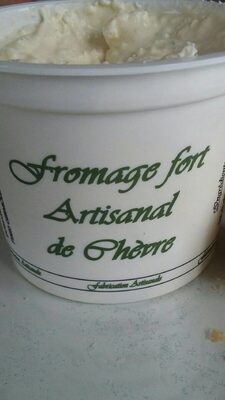 Fromage fort
Artisanal
de Chèvre
Fabrication Artisanale